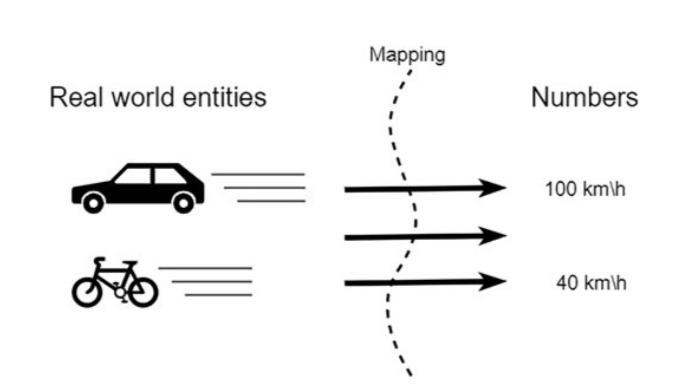 Mapping
Real world entities
Numbers
100 km\h
40 km\h